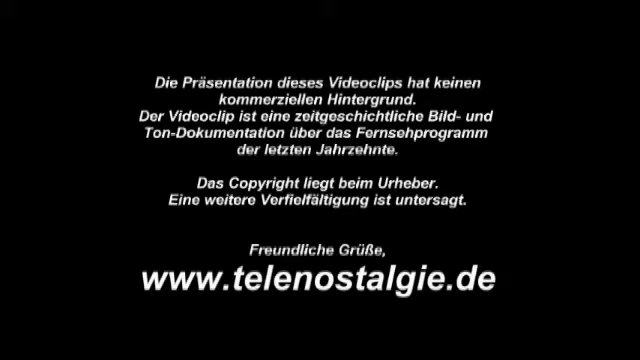 Die Präsentation dieses Videoclips hat keinen
kommerziellen Hintergrund.
Der Videoclip ist eine zeitgeschichtliche Bild- und
Ton-Dokumentation über das Fernsehprogramm
der letzten Jahrzehnte.
Das Copyright liegt beim Urheber.
Eine weitere Verfielfältigung ist untersagt.
Freundliche Grüße,
www.telenostalgie.de